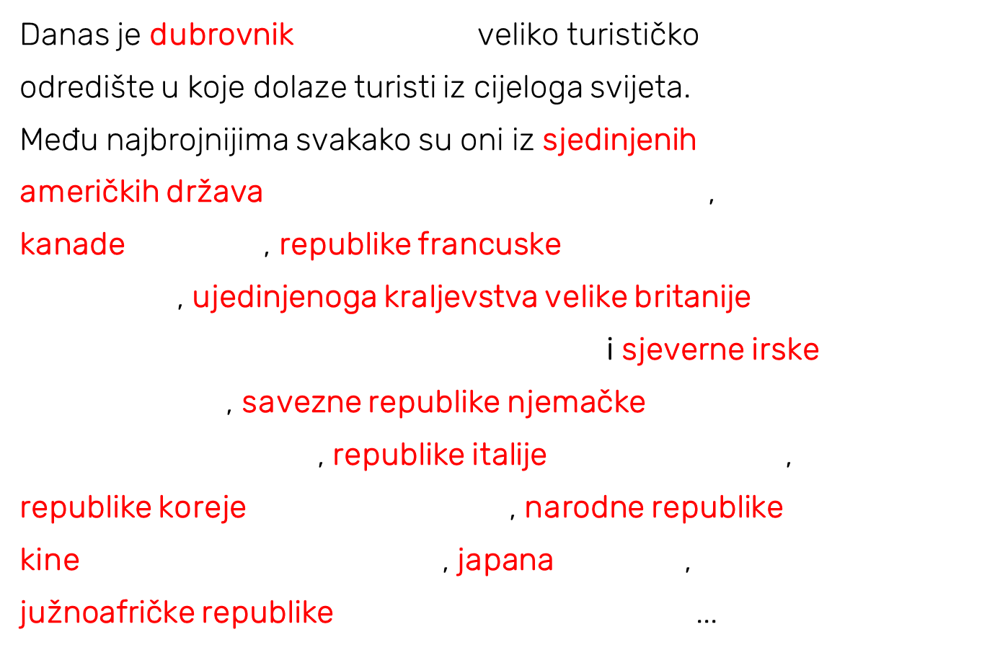 Danas je dubrovnik veliko turističko
odredište u koje dolaze turisti iz cijeloga svijeta.
Među najbrojnijima svakako su oni iz sjedinjenih
američkih država ,
kanade , republike francuske
, ujedinjenoga kraljevstva velike britanije
i sjeverne irske
, savezne republike njemačke
, republike italije ,
republike koreje , narodne republike
kine , japana ,
južnoafričke republike ...